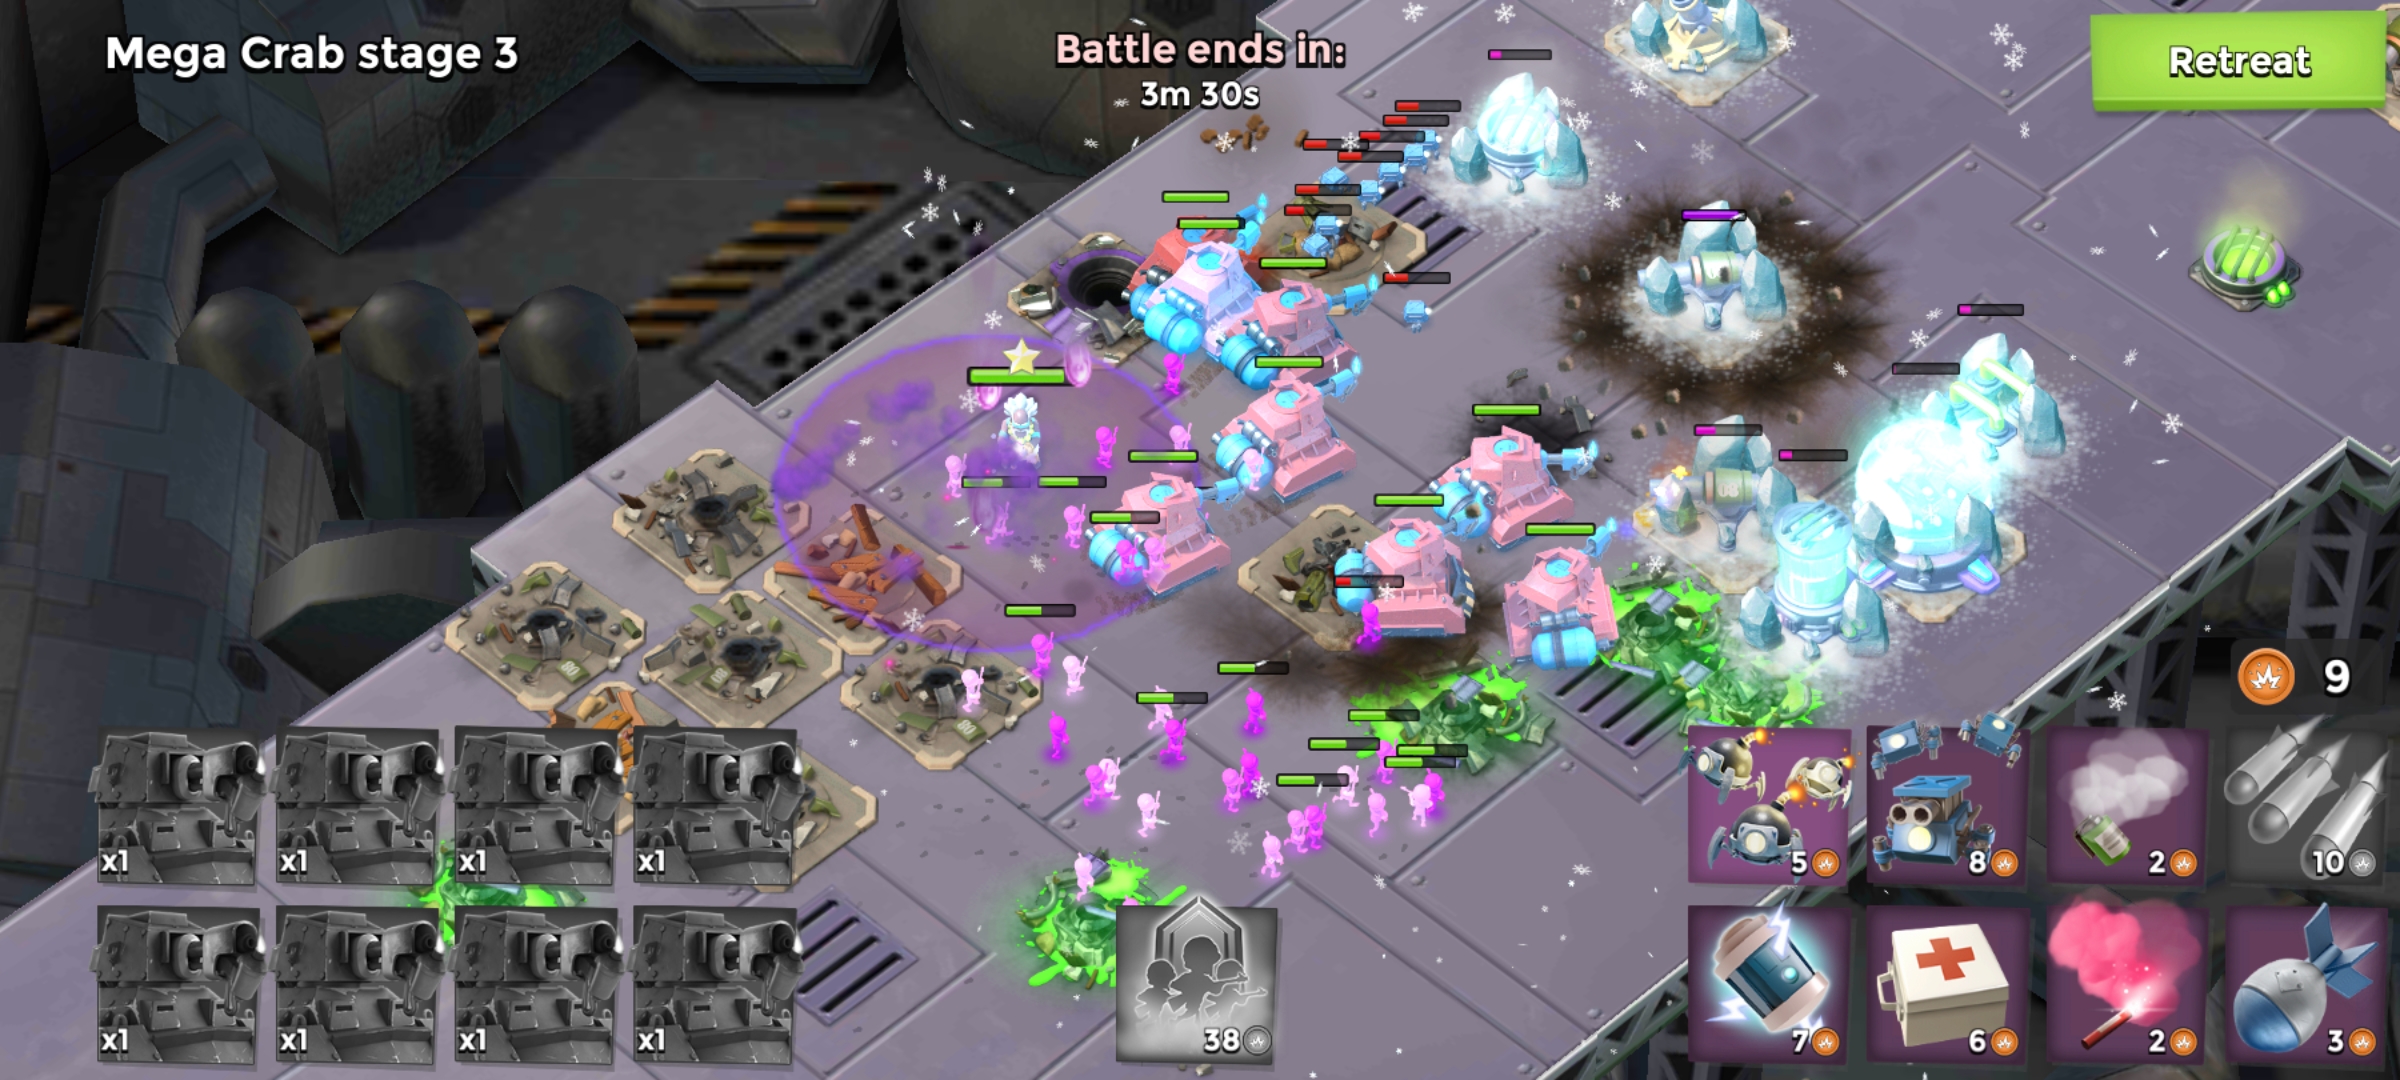 Mega Crab stage 3
Battle ends in:
3m 30s
Retreat
9
x1
x1
x1
x1
5
8
2
10
x1
x1
x1
x1
38
7
6
2
3